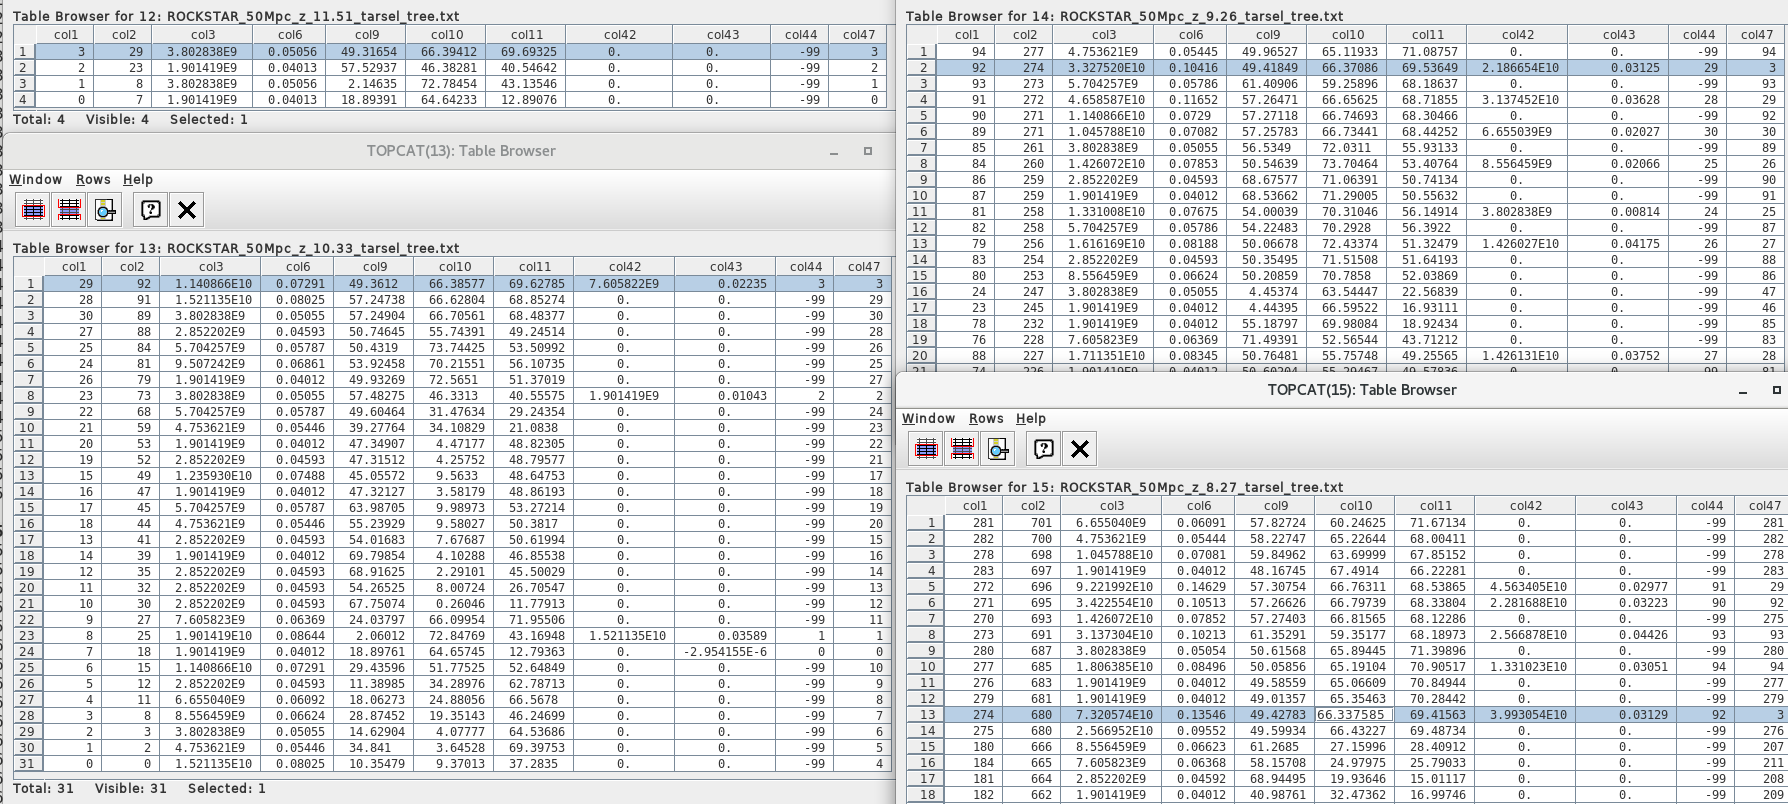 Table Browser for 12: ROCKSTAR_50Mpc_z_11.51_tarsel_tree.txt
col1 col2 col3 col6 col9 col10 col11 col42 col43 col44 col47
1 3 29 3.802838E9 0.05056 49.31654 66.39412 69.69325 0. 0. -99 3
2 2 23 1.901419E9 0.04013 57.52937 46.38281 40.54642 0. 0. -99 2
3 1 8 3.802838E9 0.05056 2.14635 72.78454 43.13546 0. 0. -99 1
4 0 7 1.901419E9 0.04013 18.89391 64.64233 12.89076 0. 0. -99 0
Total: 4 Visible: 4 Selected: 1
TOPCAT(13): Table Browser
Window Rows Help
Table Browser for 13: ROCKSTAR_50Mpc_z_10.33_tarsel_tree.txt
col1 col2 col3 col6 col9 col10 col11 col42 col43 col44 col47
1 29 92 1.140866E10 0.07291 49.3612 66.38577 69.62785 7.605822E9 0.02235 3 3
2 28 91 1.521135E10 0.08025 57.24738 66.62804 68.85274 0. 0. -99 29
3 30 89 3.802838E9 0.05055 57.24904 66.70561 68.48377 0. 0. -99 30
4 27 88 2.852202E9 0.04593 50.74645 55.74391 49.24514 0. 0. -99 28
5 25 84 5.704257E9 0.05787 50.4319 73.74425 53.50992 0. 0. -99 26
6 24 81 9.507242E9 0.06861 53.92458 70.21551 56.10735 0. 0. -99 25
7 26 79 1.901419E9 0.04012 49.93269 72.5651 51.37019 0. 0. -99 27
8 23 73 3.802838E9 0.05055 57.48275 46.3313 40.55575 1.901419E9 0.01043 2 2
9 22 68 5.704257E9 0.05787 49.60464 31.47634 29.24354 0. 0. -99 24
10 21 59 4.753621E9 0.05446 39.27764 34.10829 21.0838 0. 0. -99 23
11 20 53 1.901419E9 0.04012 47.34907 4.47177 48.82305 0. 0. -99 22
12 19 52 2.852202E9 0.04593 47.31512 4.25752 48.79577 0. 0. -99 21
13 15 49 1.235930E10 0.07488 45.05572 9.5633 48.64753 0. 0. -99 17
14 16 47 1.901419E9 0.04012 47.32127 3.58179 48.86193 0. 0. -99 18
15 17 45 5.704257E9 0.05787 63.98705 9.98973 53.27214 0. 0. -99 19
16 18 44 4.753621E9 0.05446 55.23929 9.58027 50.3817 0. 0. -99 20
17 13 41 2.852202E9 0.04593 54.01683 7.67687 50.61994 0. 0. -99 15
18 14 39 1.901419E9 0.04012 69.79854 4.10288 46.85538 0. 0. -99 16
19 12 35 2.852202E9 0.04593 68.91625 2.29101 45.50029 0. 0. -99 14
20 11 32 2.852202E9 0.04593 54.26525 8.00724 26.70547 0. 0. -99 13
21 10 30 2.852202E9 0.04593 67.75074 0.26046 11.77913 0. 0. -99 12
22 9 27 7.605823E9 0.06369 24.03797 66.09954 71.95506 0. 0. -99 11
23 8 25 1.901419E10 0.08644 2.06012 72.84769 43.16948 1.521135E10 0.03589 1 1
24 7 18 1.901419E9 0.04012 18.89761 64.65745 12.79363 0. -2.954155E-6 0 0
25 6 15 1.140866E10 0.07291 29.43596 51.77525 52.64849 0. 0. -99 10
26 5 12 2.852202E9 0.04593 11.38985 34.28976 62.78713 0. 0. -99 9
27 4 11 6.655040E9 0.06092 18.06273 24.88056 66.5678 0. 0. -99 8
28 3 8 8.556459E9 0.06624 28.87452 19.35143 46.24699 0. 0. -99 7
29 2 3 3.802838E9 0.05055 14.62904 4.07777 64.53686 0. 0. -99 6
30 1 2 4.753621E9 0.05446 34.841 3.64528 69.39753 0. 0. -99 5
31 0 0 1.521135E10 0.08025 10.35479 9.37013 37.2835 0. 0. -99 4
Total: 31 Visible: 31 Selected: 1
Table Browser for 14: ROCKSTAR_50Mpc_z_9.26_tarsel_tree.txt
col1 col2 col3 col6 col9 col10 col11 col42 col43 col44 col47
1 94 277 4.753621E9 0.05445 49.96527 65.11933 71.08757 0. 0. -99 94
2 92 274 3.327520E10 0.10416 49.41849 66.37086 69.53649 2.186654E10 0.03125 29 3
3 93 273 5.704257E9 0.05786 61.40906 59.25896 68.18637 0. 0. -99 93
4 91 272 4.658587E10 0.11652 57.26471 66.65625 68.71855 3.137452E10 0.03628 28 29
5 90 271 1.140866E10 0.0729 57.27118 66.74693 68.30466 0. 0. -99 92
6 89 271 1.045788E10 0.07082 57.25783 66.73441 68.44252 6.655039E9 0.02027 30 30
7 85 261 3.802838E9 0.05055 56.5349 72.0311 55.93133 0. 0. -99 89
8 84 260 1.426072E10 0.07853 50.54639 73.70464 53.40764 8.556459E9 0.02066 25 26
9 86 259 2.852202E9 0.04593 68.67577 71.06391 50.74134 0. 0. -99 90
10 87 259 1.901419E9 0.04012 68.53662 71.29005 50.55632 0. 0. -99 91
11 81 258 1.331008E10 0.07675 54.00039 70.31046 56.14914 3.802838E9 0.00814 24 25
12 82 258 5.704257E9 0.05786 54.22483 70.2928 56.3922 0. 0. -99 87
13 79 256 1.616169E10 0.08188 50.06678 72.43374 51.32479 1.426027E10 0.04175 26 27
14 83 254 2.852202E9 0.04593 50.35495 71.51508 51.64193 0. 0. -99 88
15 80 253 8.556459E9 0.06624 50.20859 70.7858 52.03869 0. 0. -99 86
16 24 247 3.802838E9 0.05055 4.45374 63.54447 22.56839 0. 0. -99 47
17 23 245 1.901419E9 0.04012 4.44395 66.59522 16.93111 0. 0. -99 46
18 78 232 1.901419E9 0.04012 55.18797 69.98084 18.92434 0. 0. -99 85
19 76 228 7.605823E9 0.06369 71.49391 52.56544 43.71212 0. 0. -99 83
20 88 227 1.711351E10 0.08345 50.76481 55.75748 49.25565 1.426131E10 0.03752 27 28
TOPCAT(15): Table Browser
Window Rows Help
Table Browser for 15: ROCKSTAR_50Mpc_z_8.27_tarsel_tree.txt
col1 col2 col3 col6 col9 col10 col11 col42 col43 col44 col47
1 281 701 6.655040E9 0.06091 57.82724 60.24625 71.67134 0. 0. -99 281
2 282 700 4.753621E9 0.05444 58.22747 65.22644 68.00411 0. 0. -99 282
3 278 698 1.045788E10 0.07081 59.84962 63.69999 67.85152 0. 0. -99 278
4 283 697 1.901419E9 0.04012 48.16745 67.4914 66.22281 0. 0. -99 283
5 272 696 9.221992E10 0.14629 57.30754 66.76311 68.53865 4.563405E10 0.02977 91 29
6 271 695 3.422554E10 0.10513 57.26626 66.79739 68.33804 2.281688E10 0.03223 90 92
7 270 693 1.426072E10 0.07852 57.27403 66.81565 68.12286 0. 0. -99 275
8 273 691 3.137304E10 0.10213 61.35291 59.35177 68.18973 2.566878E10 0.04426 93 93
9 280 687 3.802838E9 0.05054 50.61568 65.89445 71.39896 0. 0. -99 280
10 277 685 1.806385E10 0.08496 50.05856 65.19104 70.90517 1.331023E10 0.03051 94 94
11 276 683 1.901419E9 0.04012 49.58559 65.06609 70.84944 0. 0. -99 277
12 279 681 1.901419E9 0.04012 49.01357 65.35463 70.28442 0. 0. -99 279
13 274 680 7.320574E10 0.13546 49.42783 66.337585 69.41563 3.993054E10 0.03129 92 3
14 275 680 2.566952E10 0.09552 49.59934 66.43227 69.48734 0. 0. -99 276
15 180 666 8.556459E9 0.06623 61.2685 27.15996 28.40912 0. 0. -99 207
16 184 665 7.605823E9 0.06368 58.15708 24.97975 25.79033 0. 0. -99 211
17 181 664 2.852202E9 0.04592 68.94495 19.93646 15.01117 0. 0. -99 208
18 182 662 1.901419E9 0.04012 40.98761 32.47362 16.99746 0. 0. -99 209